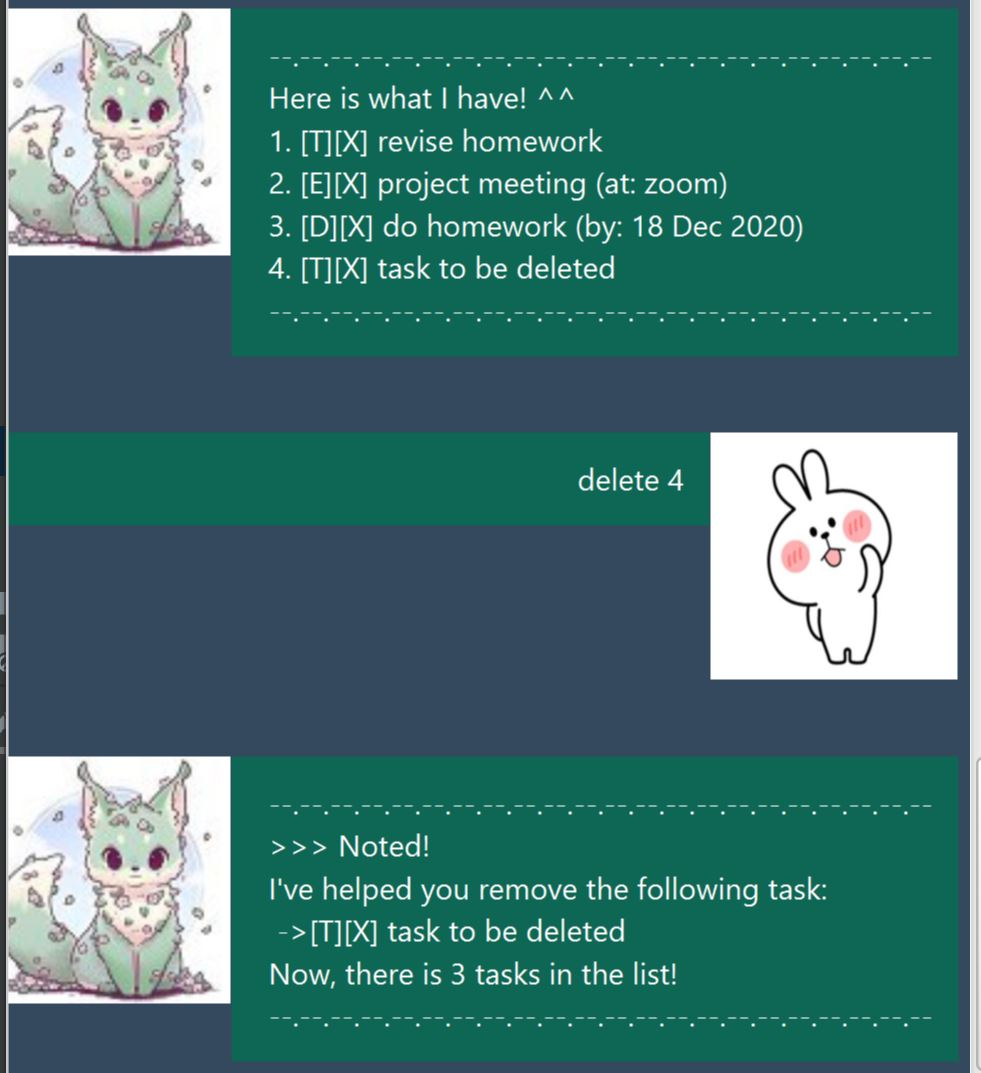 --.--.--.--.--.--.--.--.--.--.--.--.--.--.--.--.--.--.--.--.--.--
Here is what I have! ^^
1. [T][X] revise homework
2. [E][X] project meeting (at: zoom)
3. [D][X] do homework (by: 18 Dec 2020)
4. [T][X] task to be deleted
--.--.--.--.--.--.--.--.--.--.--.--.--.--.--.--.--.--.--.--.--.--
delete 4
--.--.--.--.--.--.--.--.--.--.--.--.--.--.--.--.--.--.--.--.--.--
>>> Noted!
I've helped you remove the following task:
->[T][X] task to be deleted
Now, there is 3 tasks in the list!
--.--.--.--.--.--.--.--.--.--.--.--.--.--.--.--.--.--.--.--.--.--